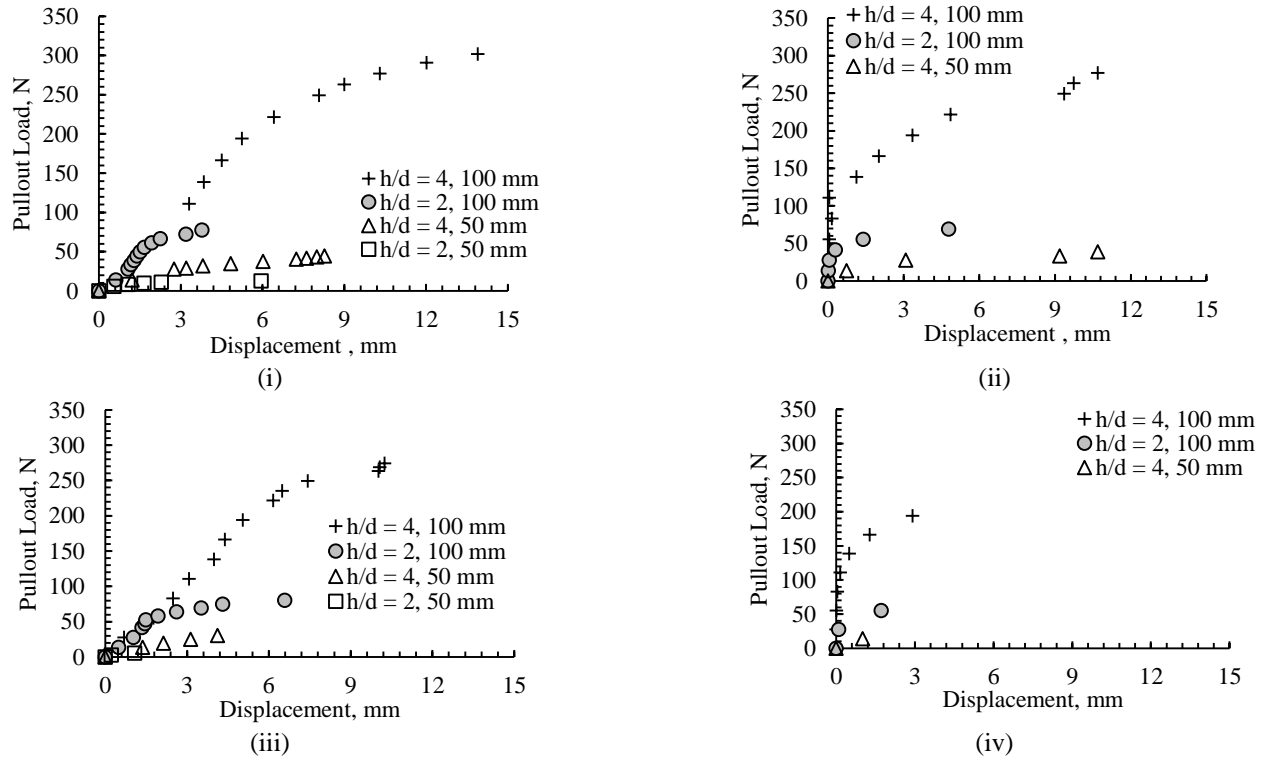 350
300
250
200
150
100
50
0
Pullout Load, N
h/d = 4, 100 mm
h/d = 2, 100 mm
h/d = 4, 50 mm
h/d = 2, 50 mm
0 3 6 9 12 15
Displacement , mm
(i)
350
300
250
200
150
100
50
0
Pullout Load, N
h/d = 4, 100 mm
h/d = 2, 100 mm
h/d = 4, 50 mm
0 3 6 9 12 15
Displacement, mm
(ii)
350
300
250
200
150
100
50
0
Pullout Load, N
h/d = 4, 100 mm
h/d = 2, 100 mm
h/d = 4, 50 mm
h/d = 2, 50 mm
0 3 6 9 12 15
Displacement, mm
(iii)
350
300
250
200
150
100
50
0
Pullout Load, N
h/d = 4, 100 mm
h/d = 2, 100 mm
h/d = 4, 50 mm
0 3 6 9 12 15
Displacement, mm
(iv)